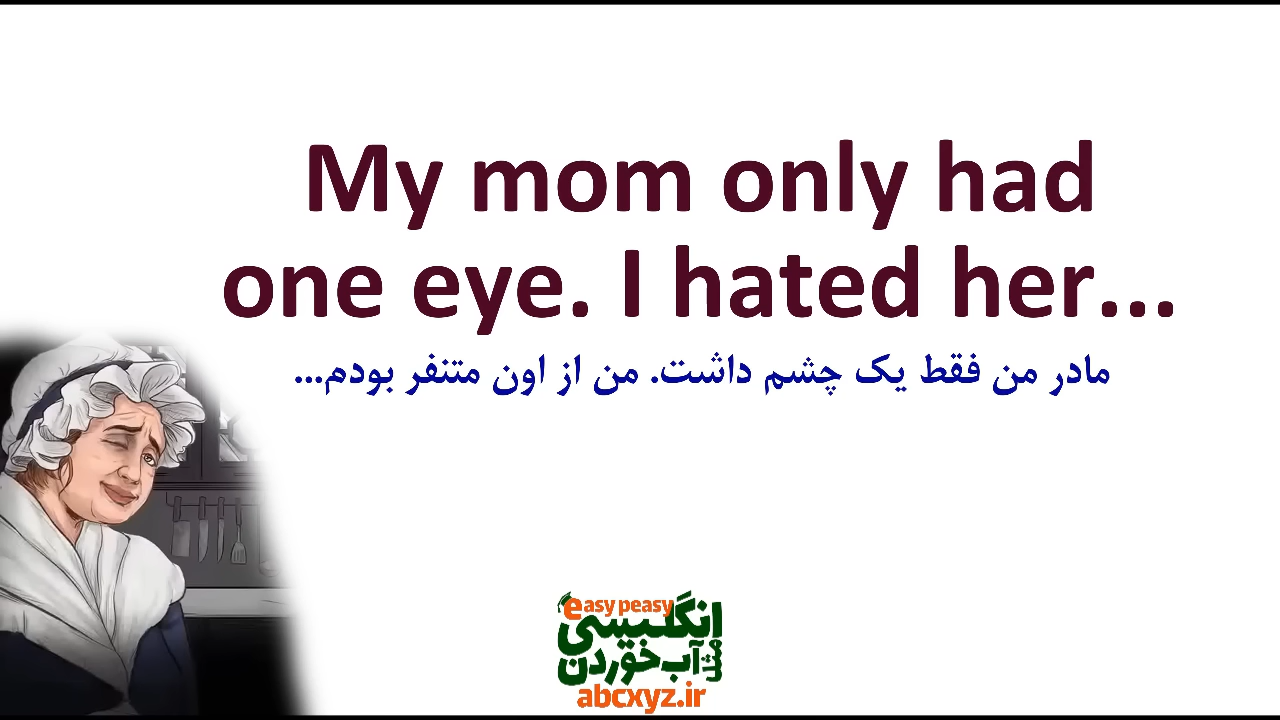 My mom only had
one eye. I hated her...
مادر من فقط یک چشم داشت. من از اون متنفر بودم...
easy peasy
انگلیسی
مثل آب خوردن
abcxyz.ir